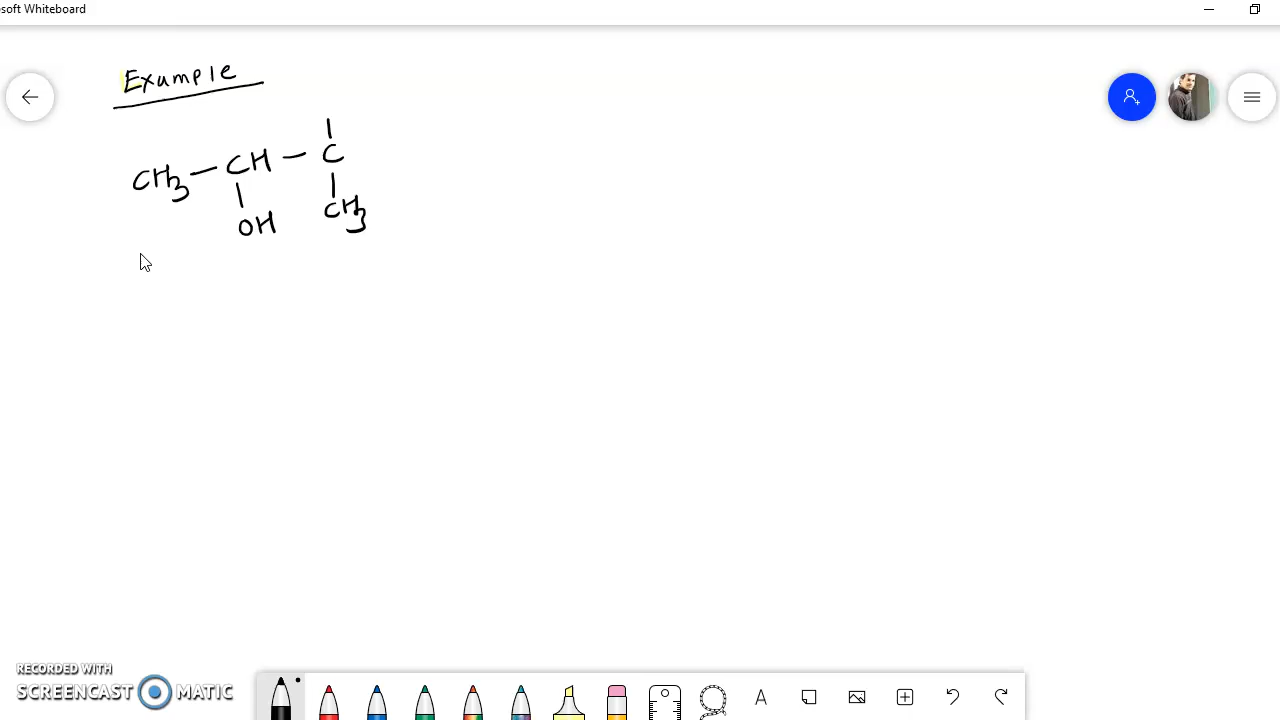 soft Whiteboard
Example
CH3 – CH – C
OH CH3
RECORDED WITH
SCREENCAST MATIC
A